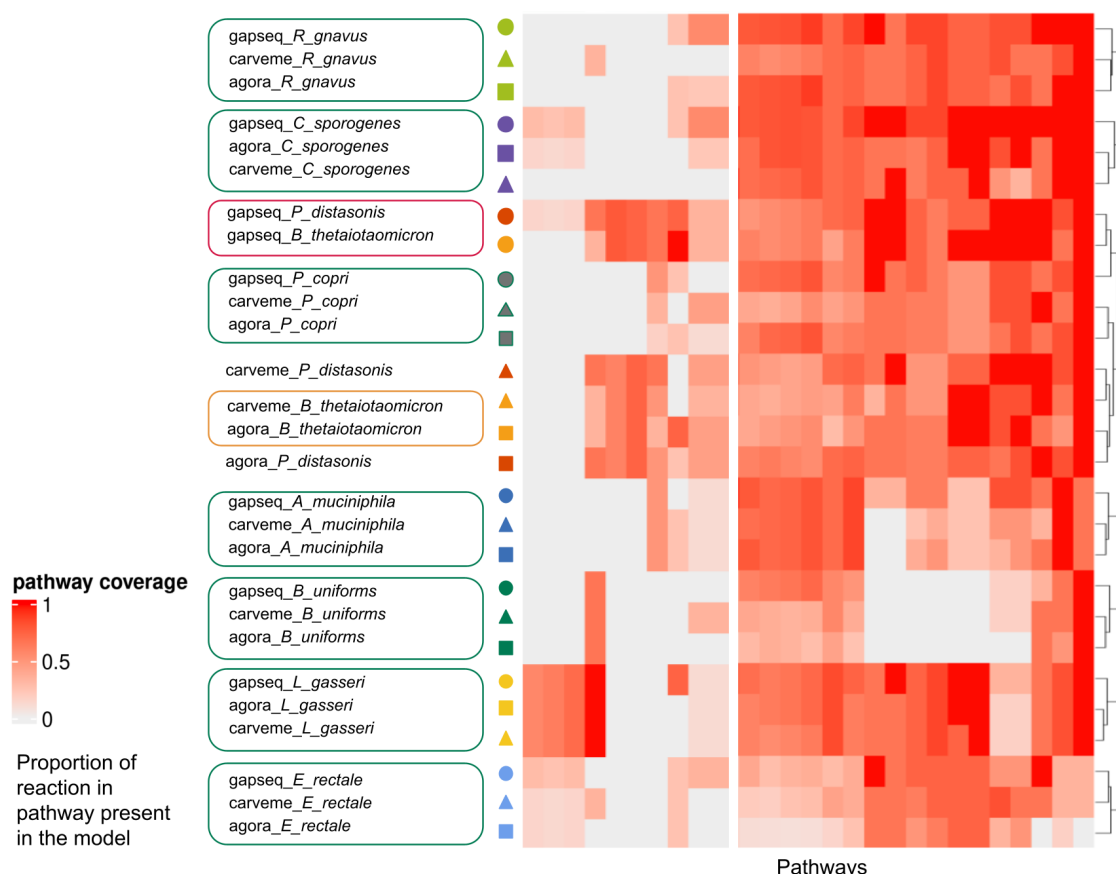 gapseq_R_gnavus
carveme_R_gnavus
agora_R_gnavus
gapseq_C_sporogenes
agora_C_sporogenes
carveme_C_sporogenes
gapseq_P_distasonis
gapseq_B_thetaiotaomicron
gapseq_P_copri
carveme_P_copri
agora_P_copri
carveme_P_distasonis
carveme_B_thetaiotaomicron
agora_B_thetaiotaomicron
agora_P_distasonis
gapseq_A_muciniphila
carveme_A_muciniphila
agora_A_muciniphila
gapseq_B_uniforms
carveme_B_uniforms
agora_B_uniforms
gapseq_L_gasseri
agora_L_gasseri
carveme_L_gasseri
gapseq_E_rectale
carveme_E_rectale
agora_E_rectale
pathway coverage
1
0.5
0
Proportion of
reaction in
pathway present
in the model
Pathways